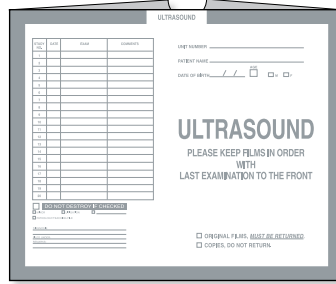 ULTRASOUND
STUDY NO. DATE EXAM COMMENTS
1
2
3
4
5
6
7
8
9
10
11
12
13
14
15
16
17
18
19
20
DO NOT DESTROY IF CHECKED
UNIT NUMBER
PATIENT NAME
AGE
DATE OF BIRTH / / M F
ULTRASOUND
PLEASE KEEP FILMS IN ORDER
WITH
LAST EXAMINATION TO THE FRONT
ORIGINAL FILMS, MUST BE RETURNED.
COPIES, DO NOT RETURN.